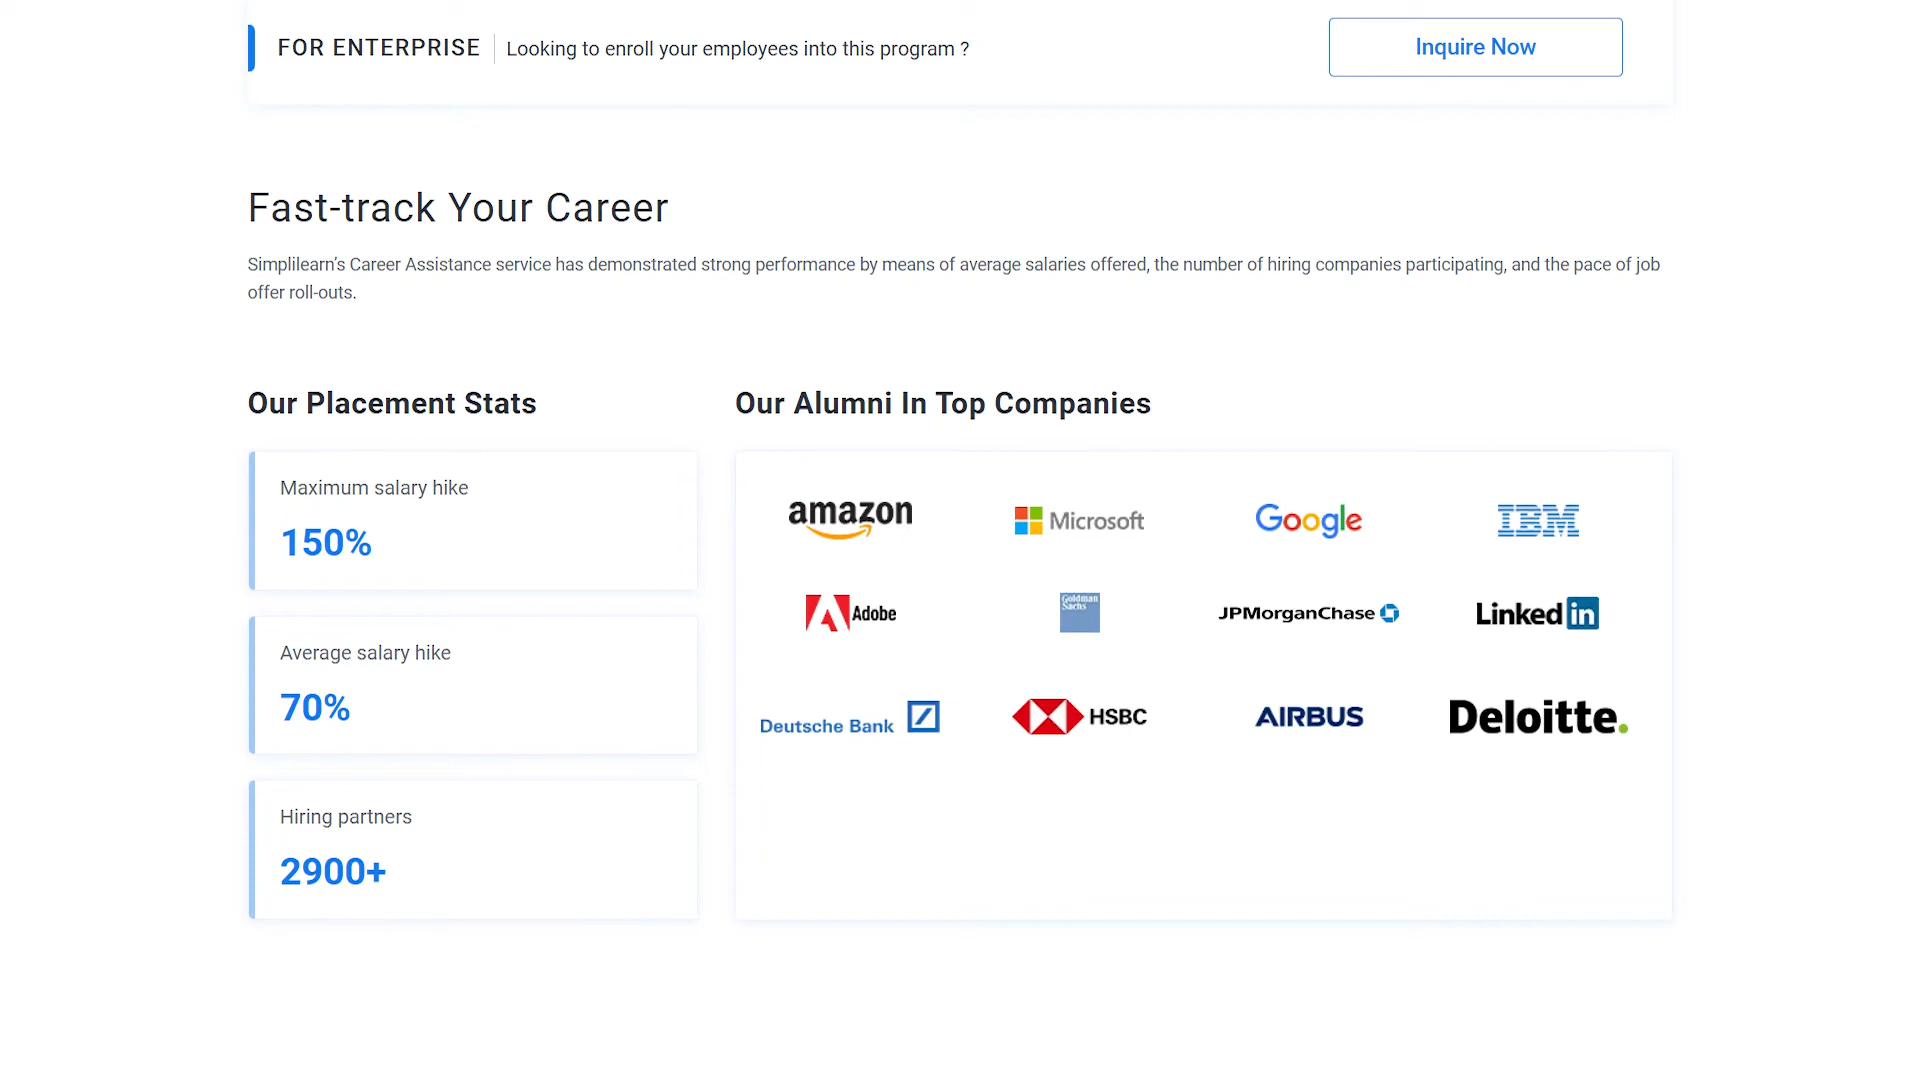 FOR ENTERPRISE
Looking to enroll your employees into this program ?
Inquire Now
Fast-track Your Career
Simplilearn’s Career Assistance service has demonstrated strong performance by means of average salaries offered, the number of hiring companies participating, and the pace of job
offer roll-outs.
Our Placement Stats
Maximum salary hike
150%
Average salary hike
70%
Hiring partners
2900+
Our Alumni In Top Companies
amazon
Microsoft
Google
IBM
Adobe
Goldman
Sachs
JPMorganChase
Linked in
Deutsche Bank
HSBC
AIRBUS
Deloitte.